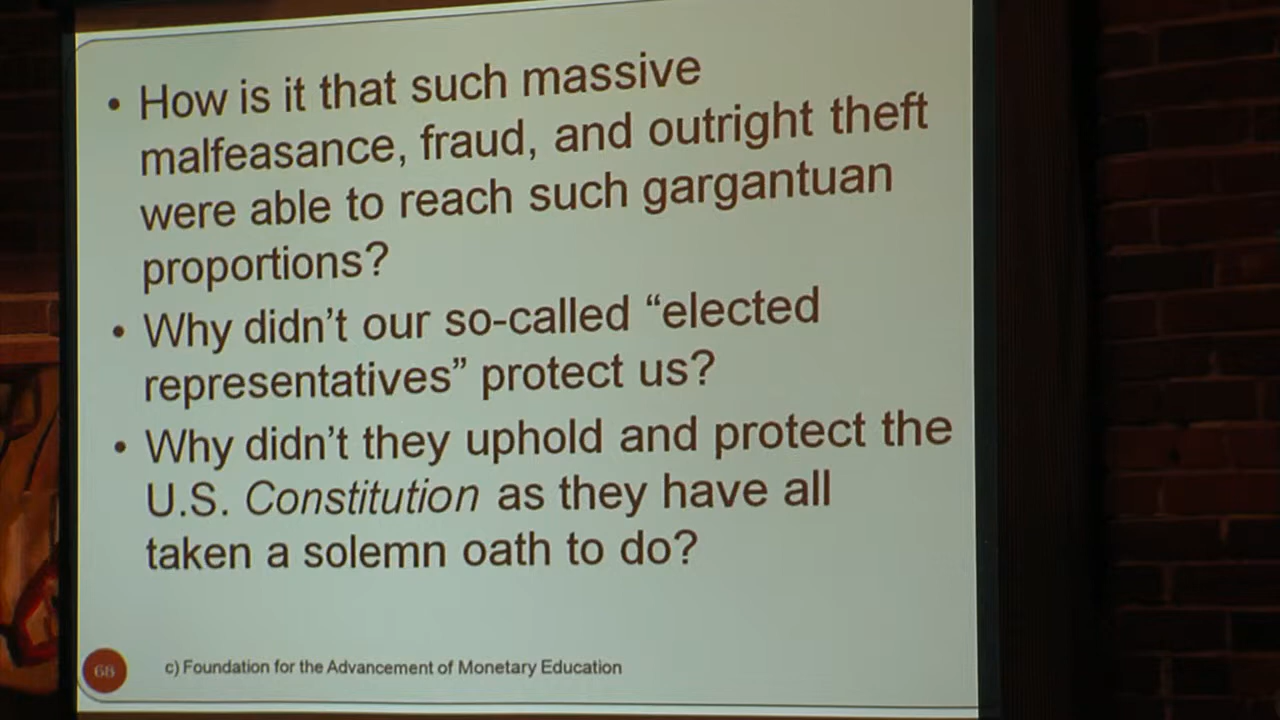 • How is it that such massive
malfeasance, fraud, and outright theft
were able to reach such gargantuan
proportions?
• Why didn't our so-called “elected
representatives” protect us?
• Why didn't they uphold and protect the
U.S. Constitution as they have all
taken a solemn oath to do?
68
c) Foundation for the Advancement of Monetary Education